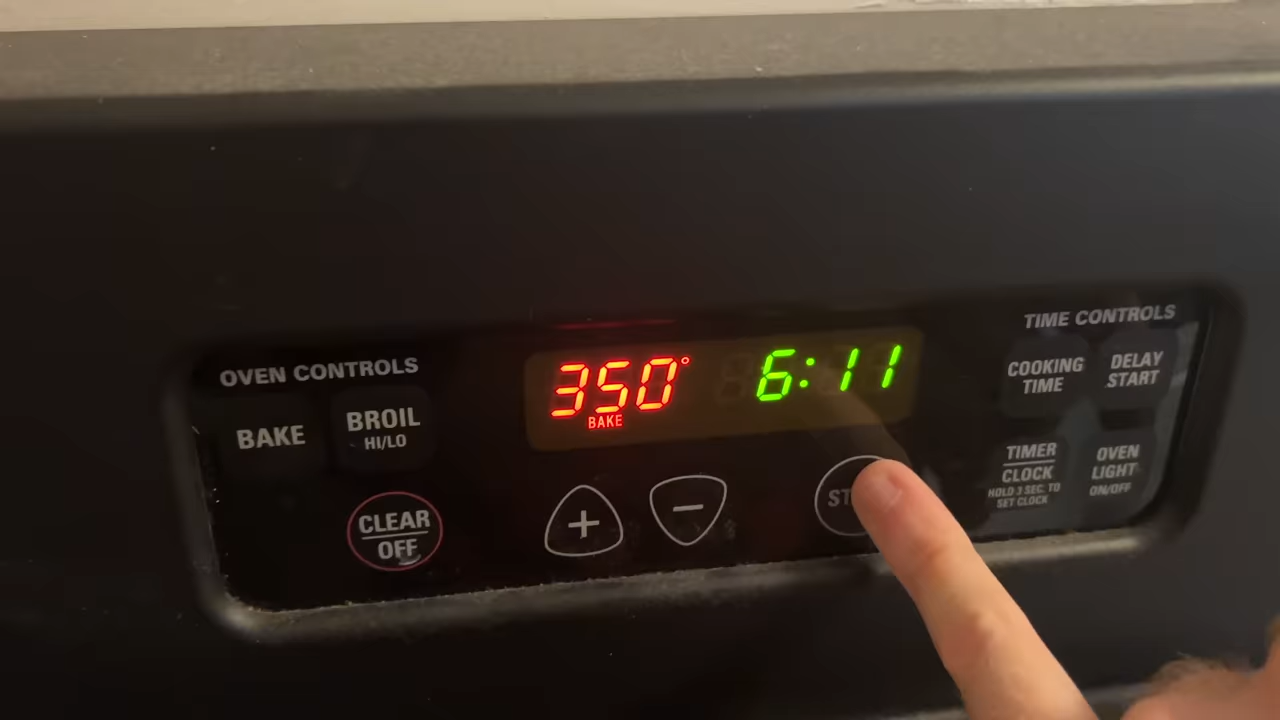 TIME CONTROLS
OVEN CONTROLS
350°
BAKE
6:11
COOKING
TIME
DELAY
START
BAKE
BROIL
HI/LO
CLEAR
OFF
+
−
ST
TIMER
CLOCK
HOLD 3 SEC. TO
SET CLOCK
OVEN
LIGHT
ON/OFF